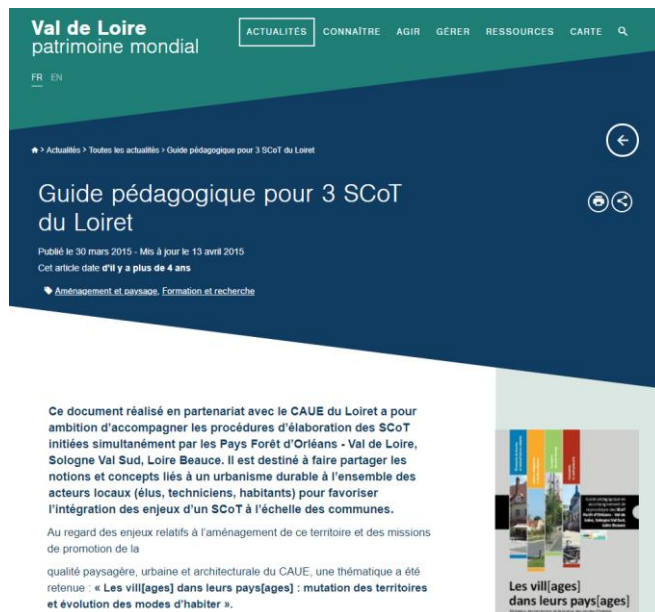 Val de Loire
patrimoine mondial
ACTUALITÉS CONNAÎTRE AGIR GÉRER RESSOURCES CARTE
FR EN
> Actualités > Toutes les actualités > Guide pédagogique pour 3 SCoT du Loiret
Guide pédagogique pour 3 SCoT
du Loiret
Publié le 30 mars 2015 - Mis à jour le 13 avril 2015
Cet article date d'il y a plus de 4 ans
Aménagement et paysage, Formation et recherche
Ce document réalisé en partenariat avec le CAUE du Loiret a pour
ambition d'accompagner les procédures d'élaboration des SCoT
initiées simultanément par les Pays Forêt d'Orléans - Val de Loire,
Sologne Val Sud, Loire Beauce. Il est destiné à faire partager les
notions et concepts liés à un urbanisme durable à l'ensemble des
acteurs locaux (élus, techniciens, habitants) pour favoriser
l'intégration des enjeux d'un SCoT à l'échelle des communes.
Au regard des enjeux relatifs à l'aménagement de ce territoire et des missions
de promotion de la
qualité paysagère, urbaine et architecturale du CAUE, une thématique a été
retenue : « Les vill[ages] dans leurs pays[ages] : mutation des territoires
et évolution des modes d'habiter ».
Les vill[ages]
dans leurs pays[ages]